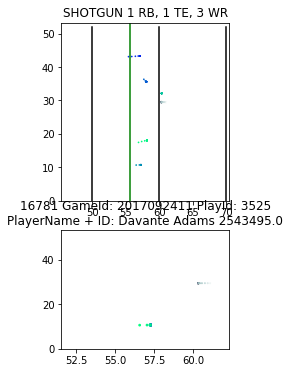 SHOTGUN 1 RB, 1 TE, 3 WR
50
40
30
20
10
0
50 55 60 65 70
16781 GameId: 2017092411 PlayId: 3525
PlayerName + ID: Davante Adams 2543495.0
40
20
0
52.5 55.0 57.5 60.0